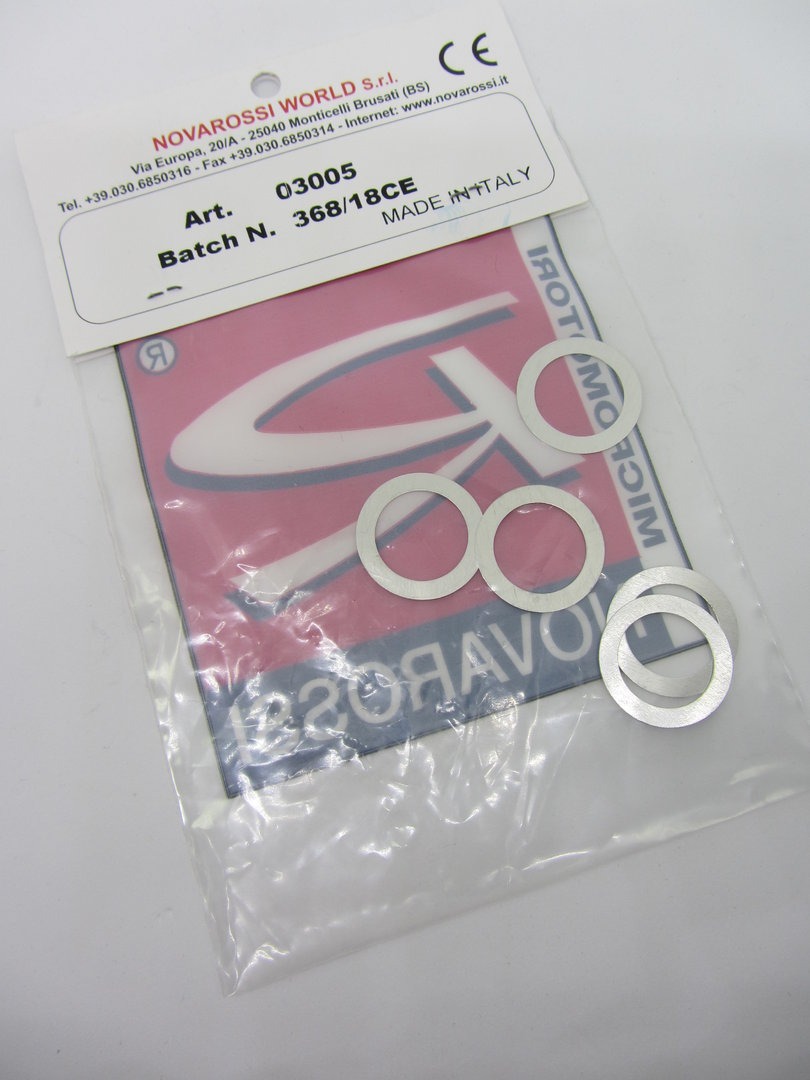 CE
NOVAROSSI WORLD S.r.l.
Via Europa, 20/A - 25040 Monticelli Brusati (BS)
Tel. +39.030.6850316 - Fax +39.030.6850314 - Internet: www.novarossi.it
Art. 03005
Batch N. 368/18CE
MADE IN ITALY
®
MICROMOTORI
NOVAROSSI